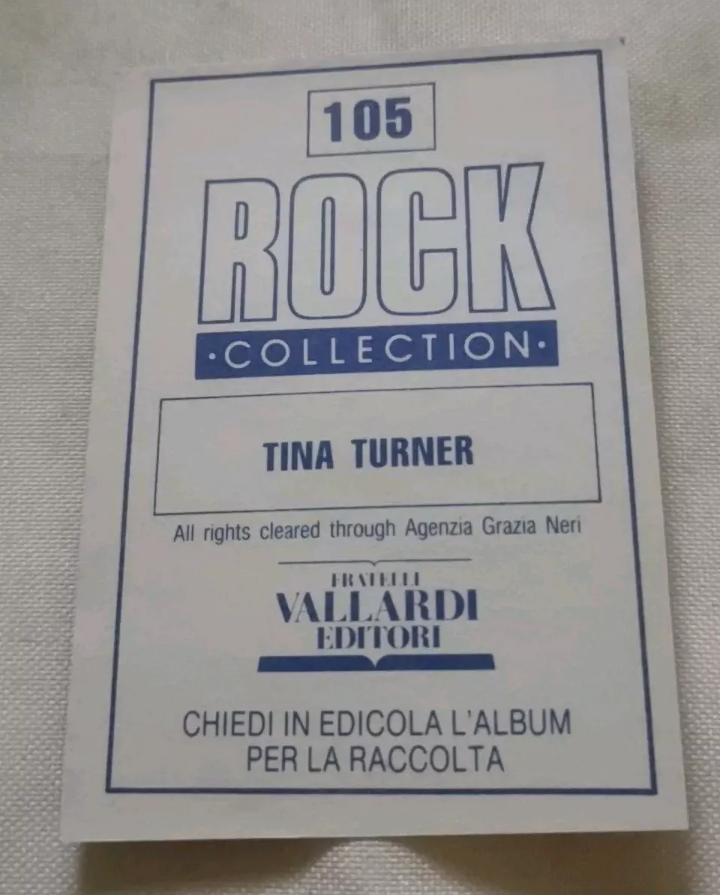 105
ROCK
·COLLECTION·
TINA TURNER
All rights cleared through Agenzia Grazia Neri
FRATELLI
VALLARDI
EDITORI
CHIEDI IN EDICOLA L'ALBUM
PER LA RACCOLTA